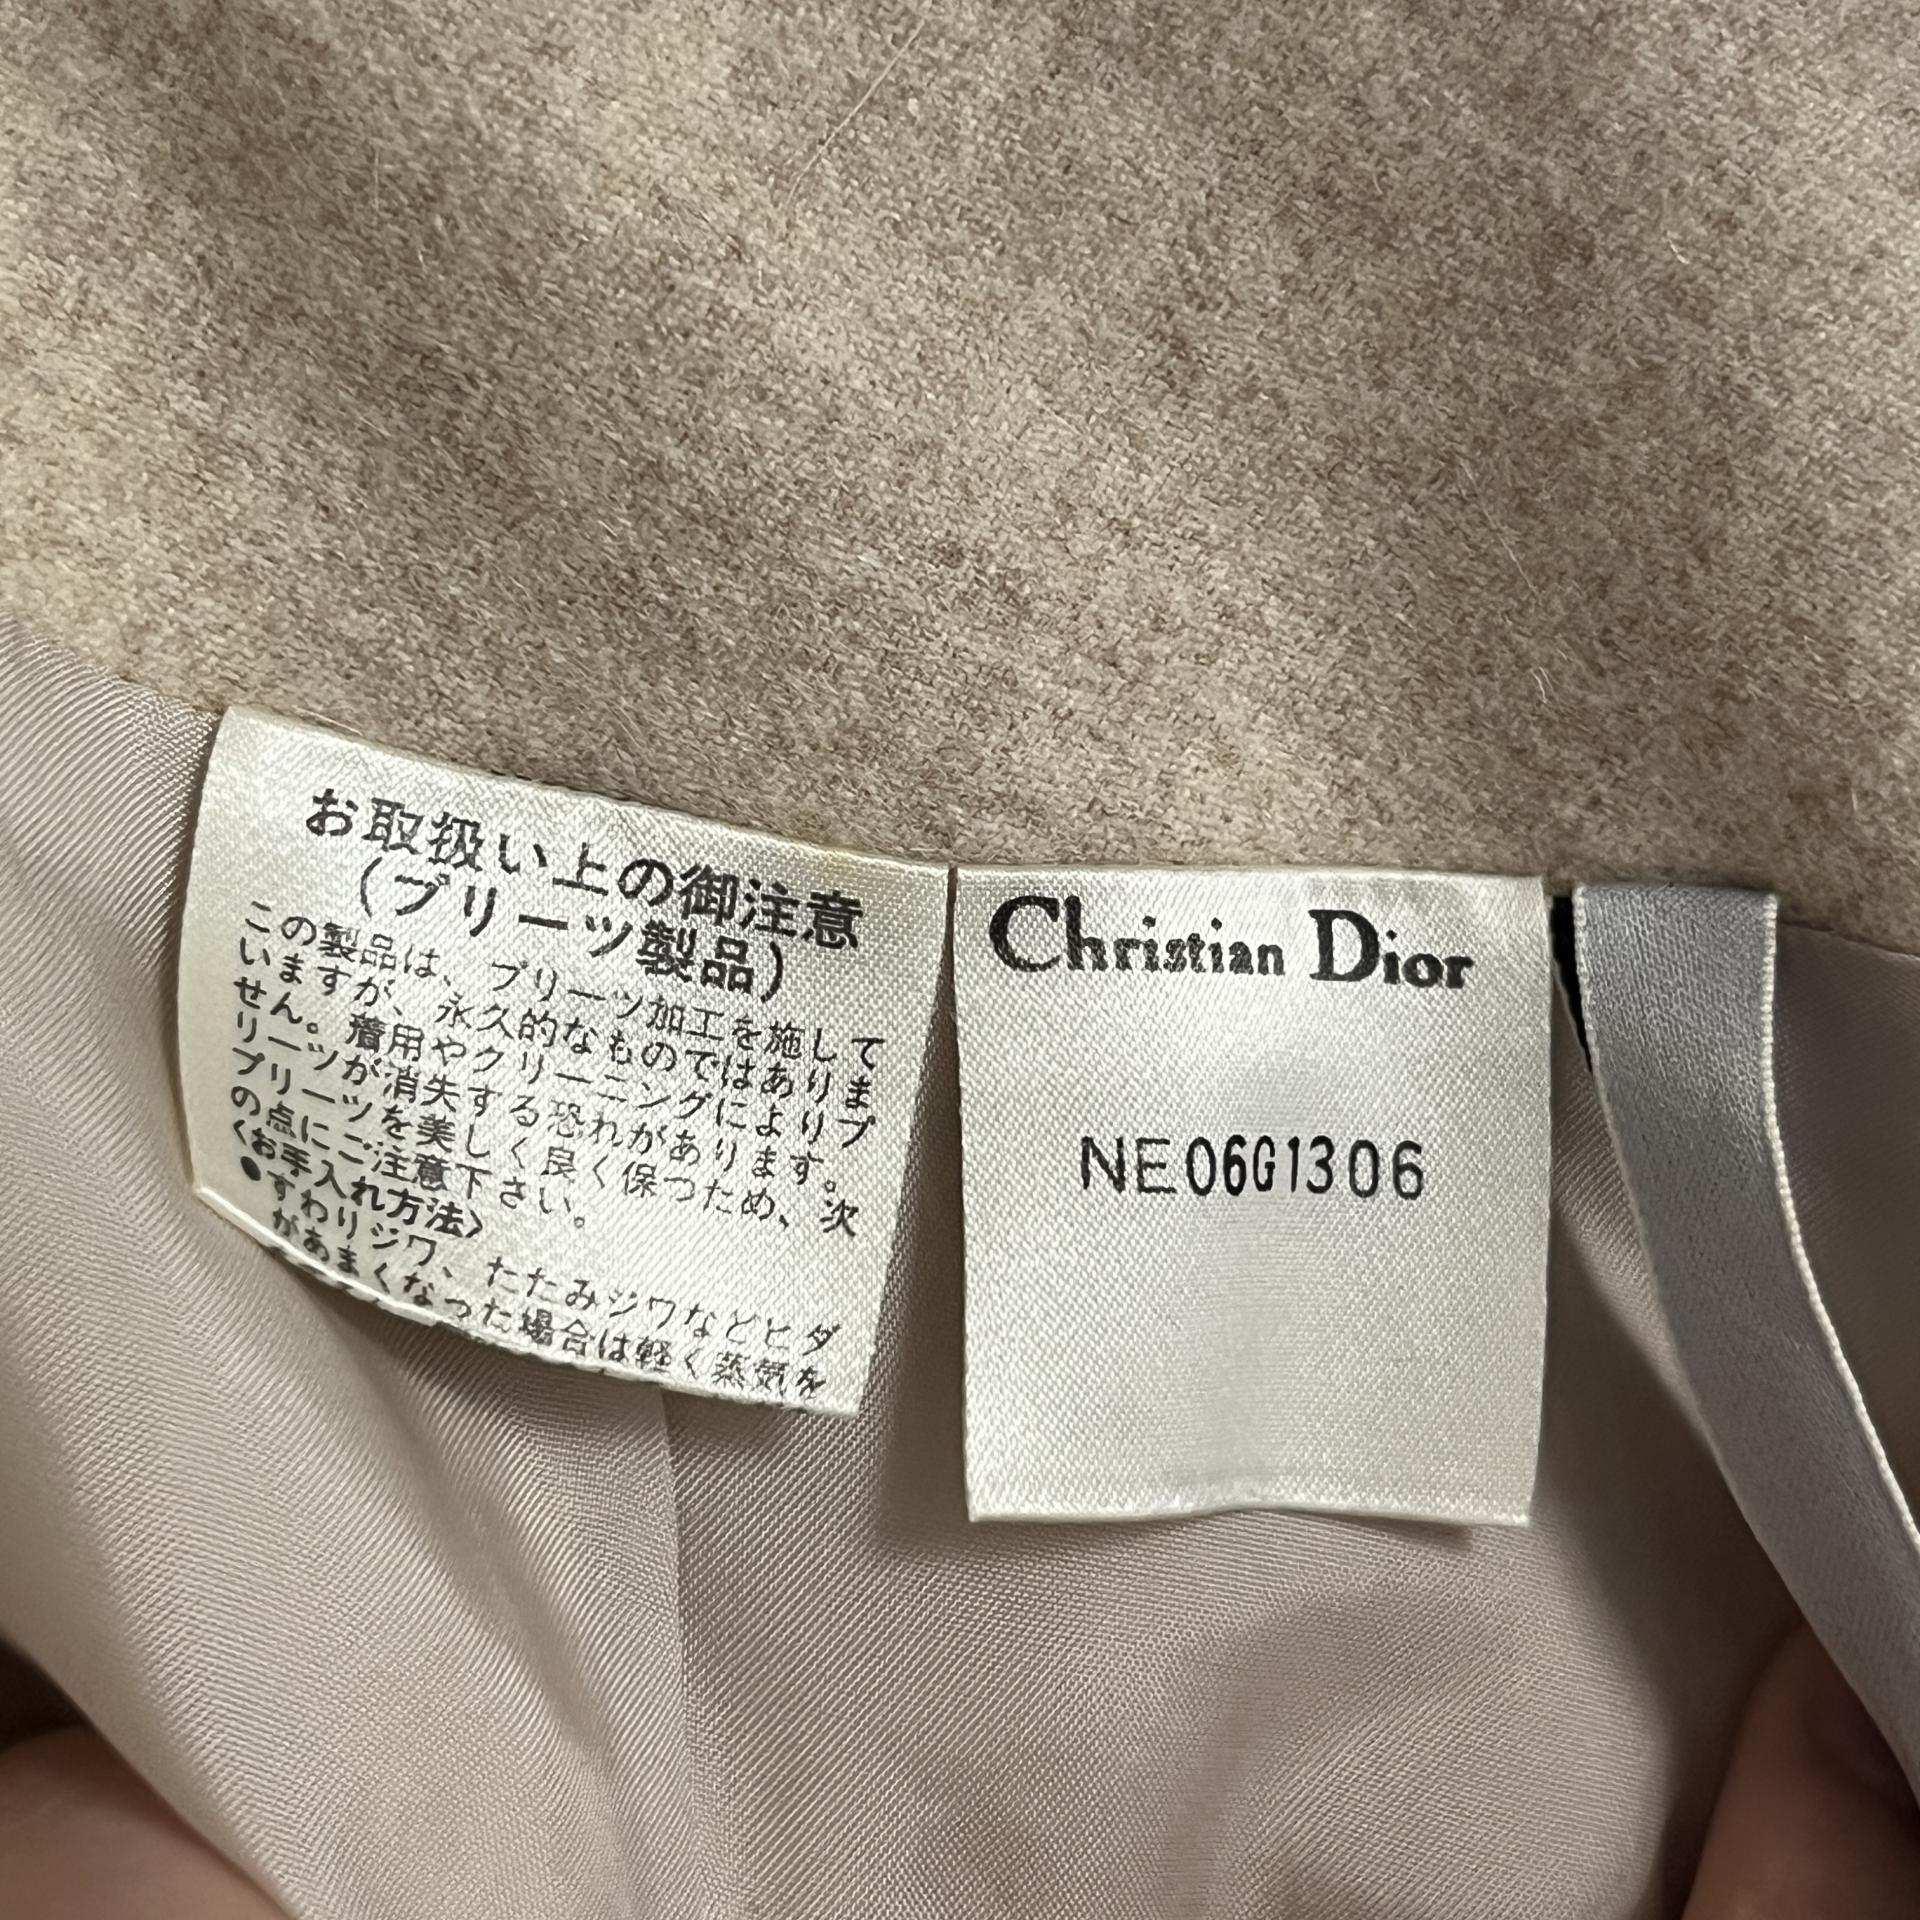 お取扱い上の御注意
(プリーツ製品)
この製品は、プリーツ加工を施して
いますが、永久的なものではありま
せん。着用やクリーニングによりプ
リーツが消失する恐れがあります。
プリーツを美しく良く保つため、次
の点にご注意下さい。
〈お手入れ方法〉
●すわりジワ、たたみジワなどヒダ
があまくなった場合は軽く蒸気を
Christian Dior
NE06G1306